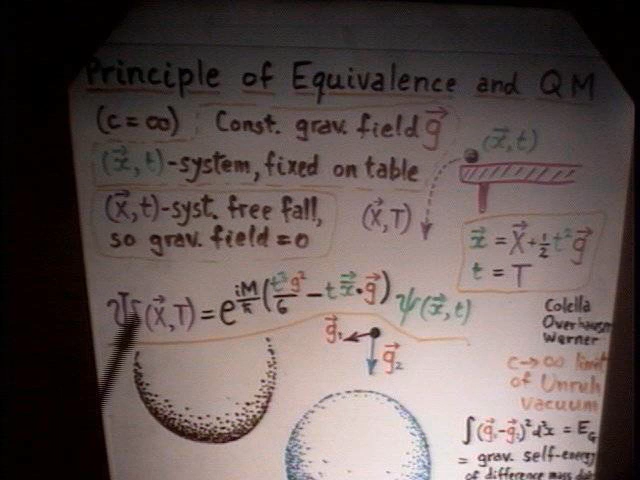 Principle of Equivalence and QM
(c = ∞) Const. grav. field g⃗
(x⃗, t)-system, fixed on table
(x⃗, t)
(X⃗, t)-syst. free fall,
so grav. field = 0
(X⃗, T)
x⃗ = X⃗ + ½ t² g⃗
t = T
Ψ(X⃗, T) = e^{iM/ħ (t³g²/6 − t x⃗·g⃗)} ψ(x⃗, t)
Colella
Werner
g⃗₁
g⃗₂
c→∞ limit
of Unruh
vacuum
∫(g⃗₁-g⃗₂)² d³x = E_G
= grav. self-energy
of difference mass